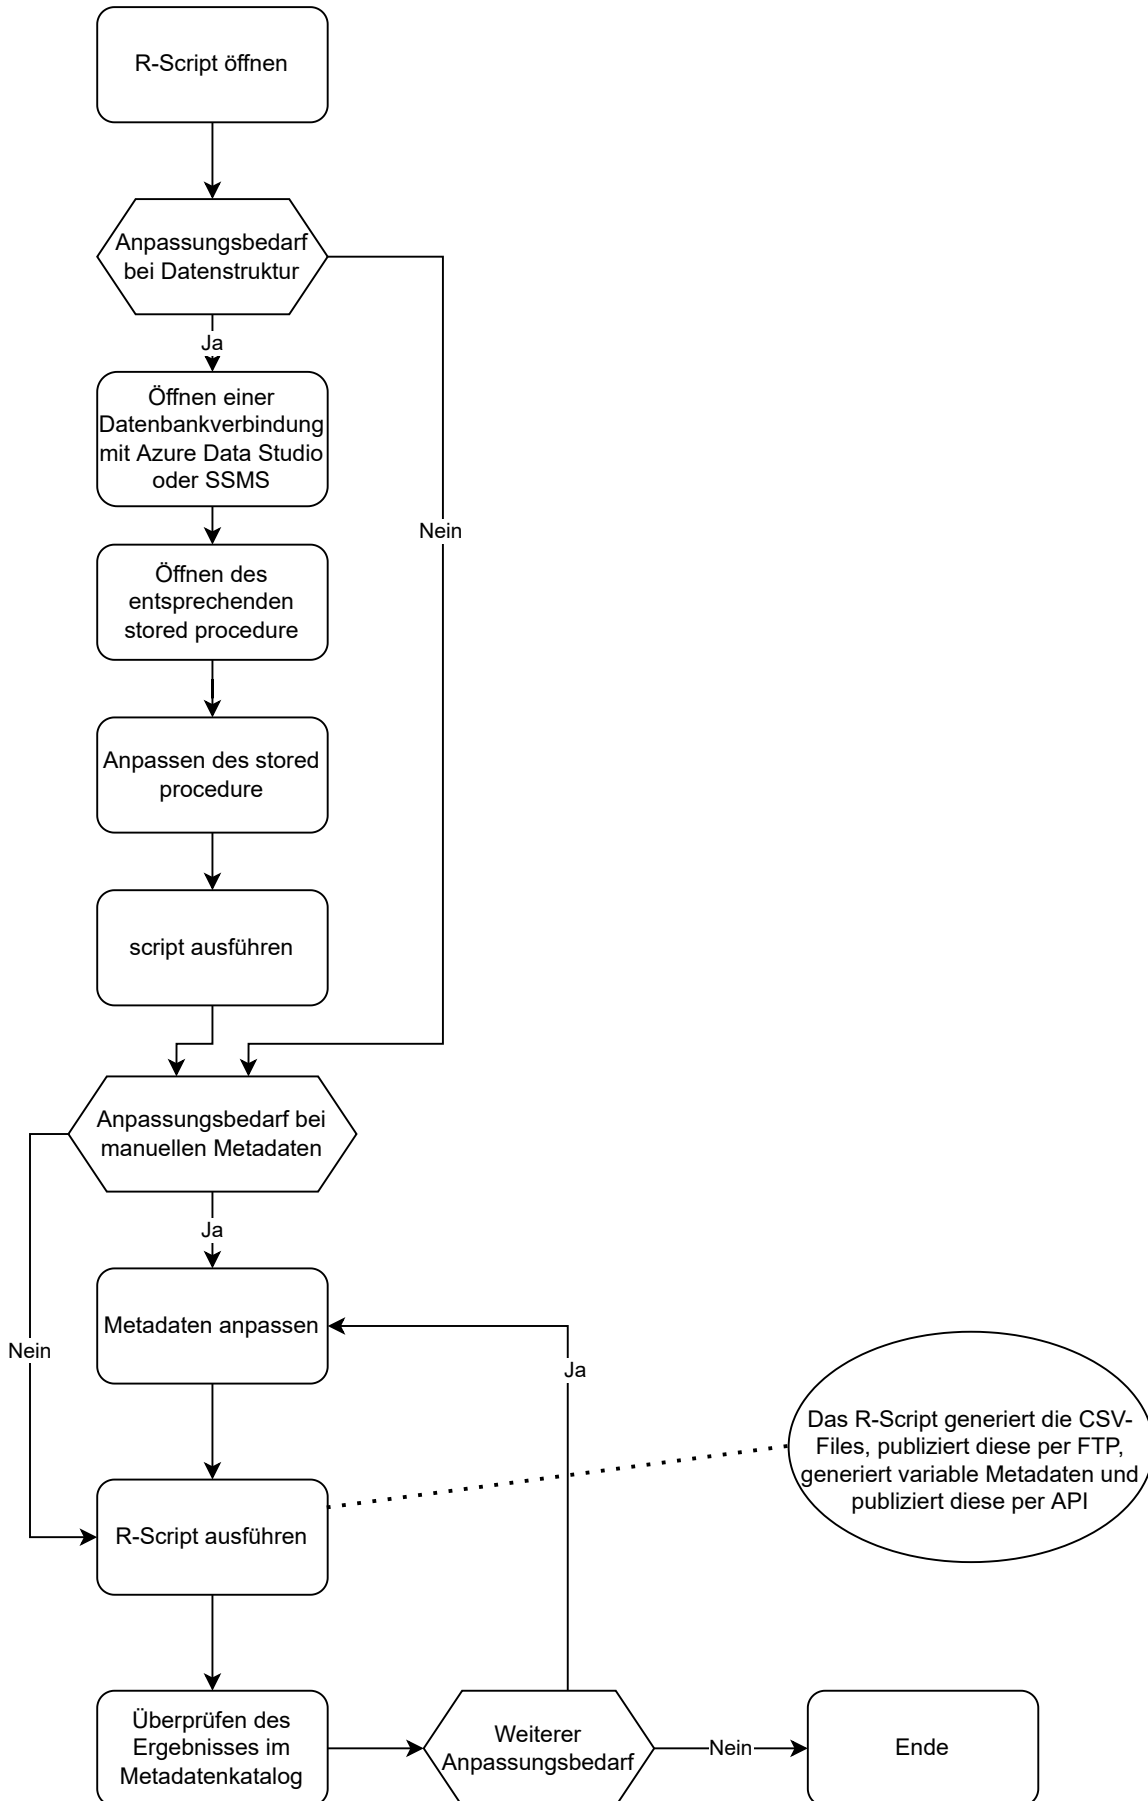 R-Script öffnen
Anpassungsbedarf
bei Datenstruktur
Ja
Öffnen einer
Datenbankverbindung
mit Azure Data Studio
oder SSMS
Nein
Öffnen des
entsprechenden
stored procedure
Anpassen des stored
procedure
script ausführen
Anpassungsbedarf bei
manuellen Metadaten
Ja
Metadaten anpassen
Nein
Ja
Das R-Script generiert die CSV-
Files, publiziert diese per FTP,
generiert variable Metadaten und
publiziert diese per API
R-Script ausführen
Überprüfen des
Ergebnisses im
Metadatenkatalog
Weiterer
Anpassungsbedarf
Nein
Ende